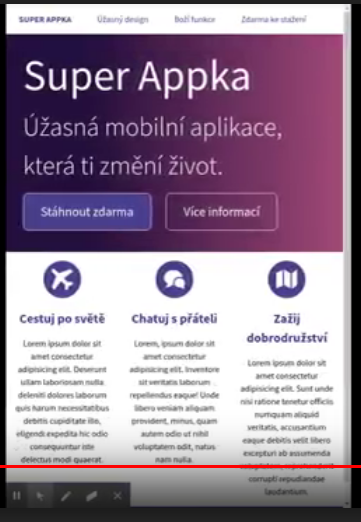 SUPER APPKA
Úžasný design
Boží funkce
Zdarma ke stažení
Super Appka
Úžasná mobilní aplikace,
která ti změní život.
Stáhnout zdarma
Více informací
Cestuj po světě
Lorem ipsum dolor sit
amet consectetur
adipisicing elit. Deserunt
ullam laboriosam nulla
deleniti dolores laborum
quis harum necessitatibus
debitis cupiditate illo,
eligendi expedita hic odio
consequuntur iste
delectus modi quaerat.
Chatuj s přáteli
Lorem, ipsum dolor sit
amet consectetur
adipisicing elit. Inventore
sit veritatis laborum
repellendus eaque! Unde
libero veniam aliquam
provident, minus, quam
autem odio ut nihil
voluptatem odit, natus
nam nulla.
Zažij
dobrodružství
Lorem ipsum dolor sit
amet consectetur
adipisicing elit. Sunt unde
nisi ratione tenetur officiis
numquam aliquid
veritatis, accusantium
eaque debitis velit libero
excepturi ab assumenda
corrupti repudiandae
laudantium.